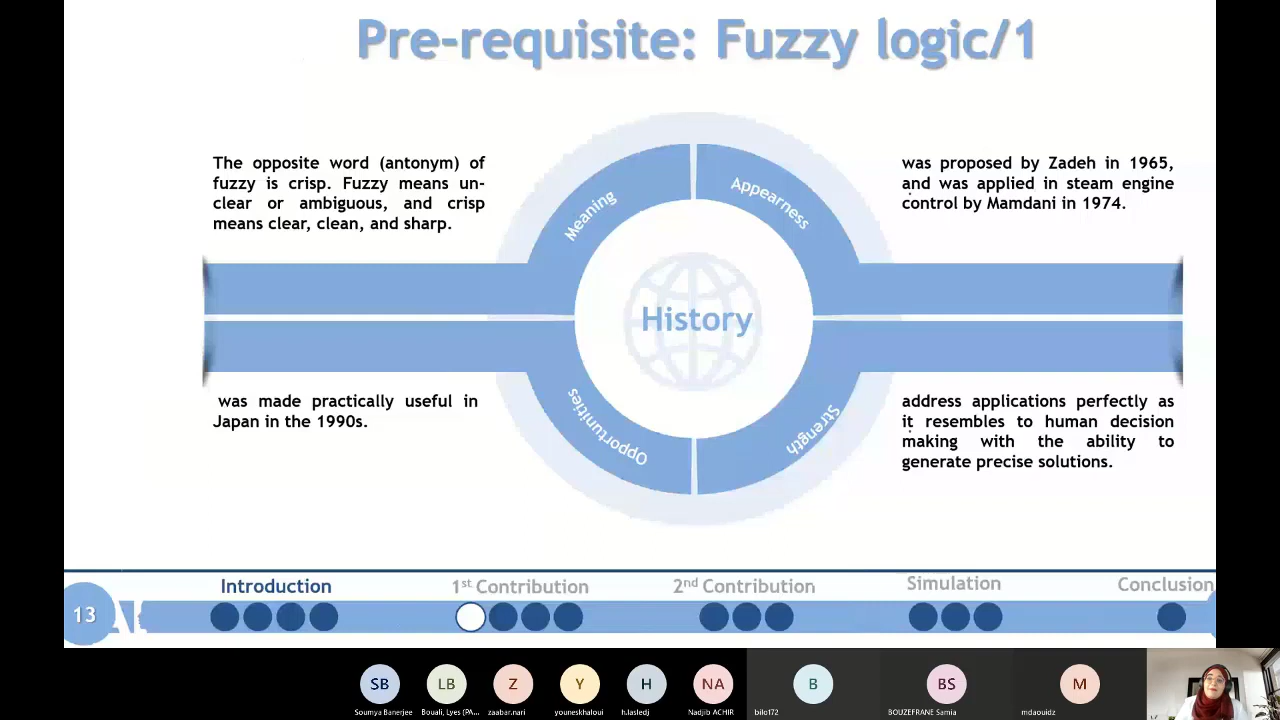 Pre-requisite: Fuzzy logic/1
The opposite word (antonym) of
fuzzy is crisp. Fuzzy means un-
clear or ambiguous, and crisp
means clear, clean, and sharp.
was proposed by Zadeh in 1965,
and was applied in steam engine
control by Mamdani in 1974.
Meaning
Appearness
History
Opportunities
Strength
was made practically useful in
Japan in the 1990s.
address applications perfectly as
it resembles to human decision
making with the ability to
generate precise solutions.
Introduction
1st Contribution
2nd Contribution
Simulation
Conclusion
13
SB
LB
Z
Y
H
NA
B
BS
M
Soumya Banerjee
Bouali, Lyes (PA...
zaabar.nari
youneskhaloui
h.lasledj
Nadjib ACHIR
bilo172
BOUZEFRANE Samia
mdaouidz